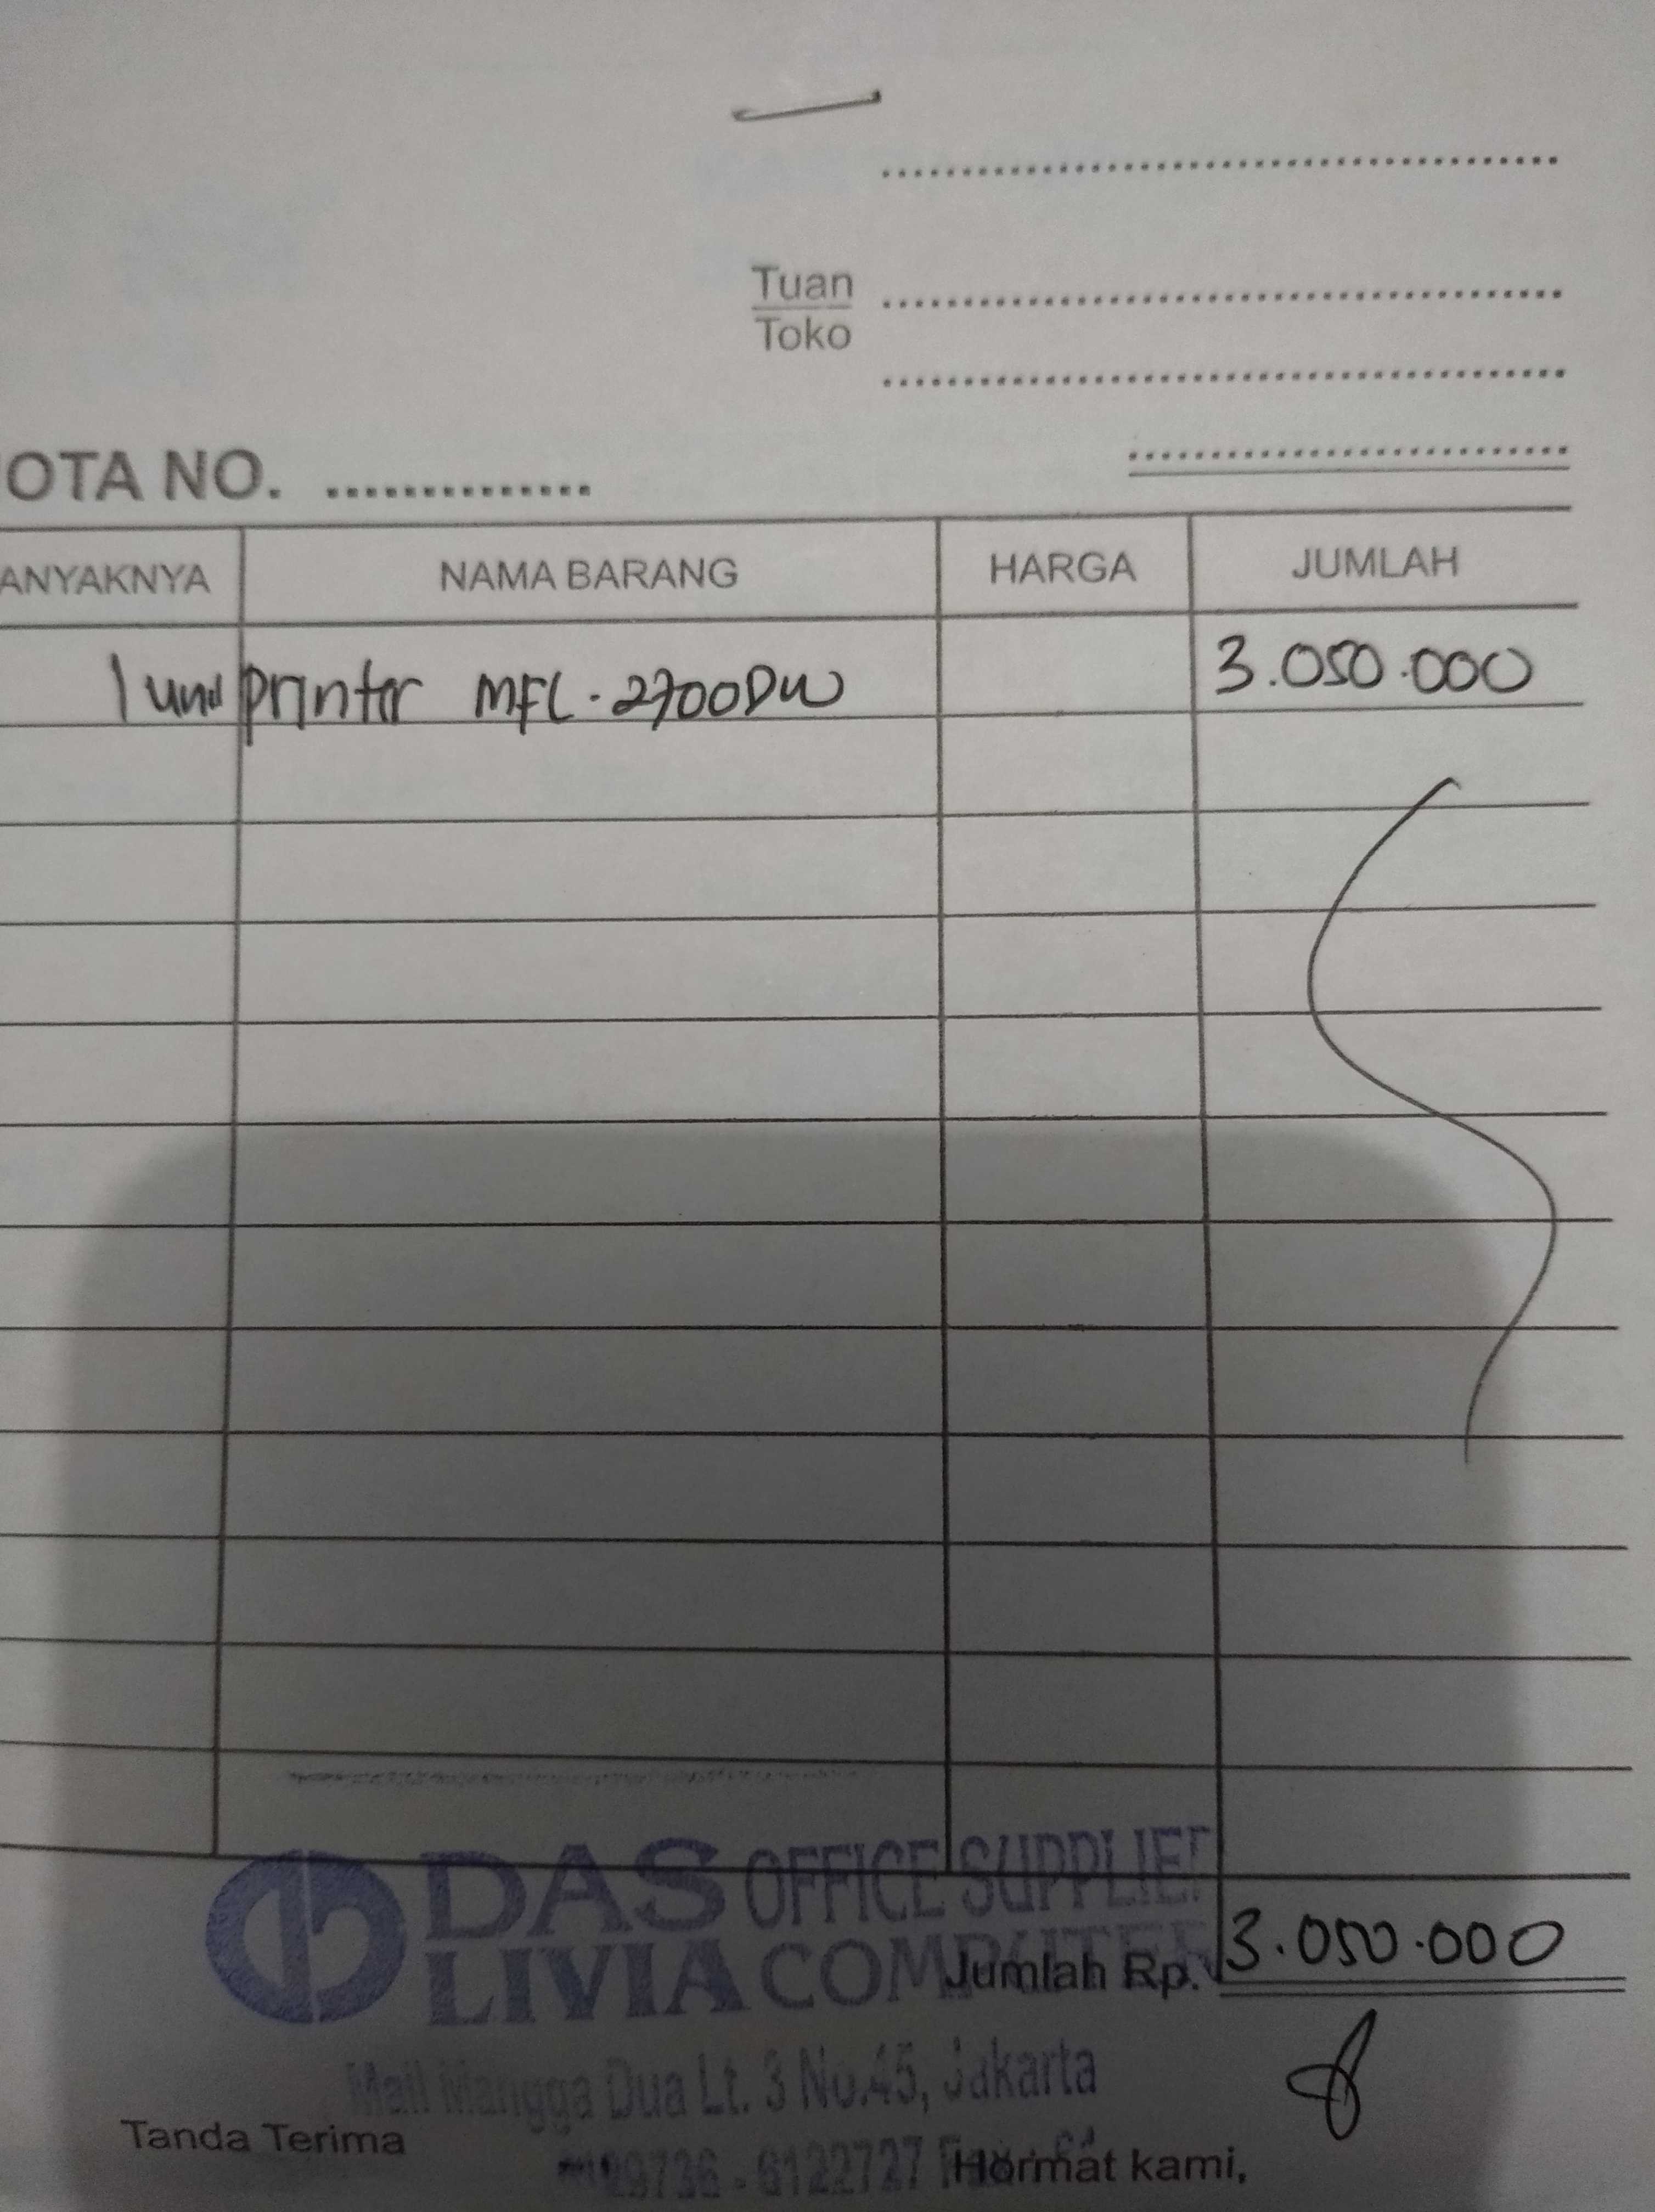 Tuan
Toko
OTA NO. ..............
ANYAKNYA NAMA BARANG HARGA JUMLAH
1 unit printer MFL-2700DW 3.050.000
DAS OFFICE SUPPLIE
LIVIA COMPUTER
Jumlah Rp. 3.050.000
Mall Mangga Dua Lt. 3 No.45, Jakarta
Tanda Terima
6122727
Hormat kami,